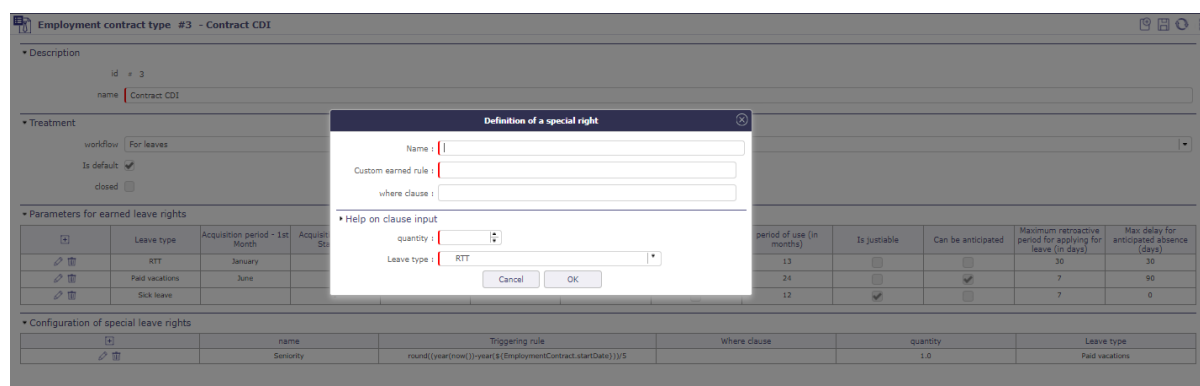 Employment contract type #3 - Contract CDI
Description
id # 3
name Contract CDI
Treatment
workflow For leaves
Is default
closed
Definition of a special right
Name :
Custom earned rule :
where clause :
Help on clause input
quantity :
Leave type : RTT
Cancel OK
Parameters for earned leave rights
Leave type Acquisition period - 1st Month period of use (in months) Is justiable Can be anticipated Maximum retroactive period for applying for leave (in days) Max delay for anticipated absence (days)
RTT January 13 30 30
Paid vacations June 24 7 90
Sick leave 12 7 0
Configuration of special leave rights
name Triggering rule Where clause quantity Leave type
Seniority round((year(now())-year(${EmploymentContract.startDate}))/5 1.0 Paid vacations